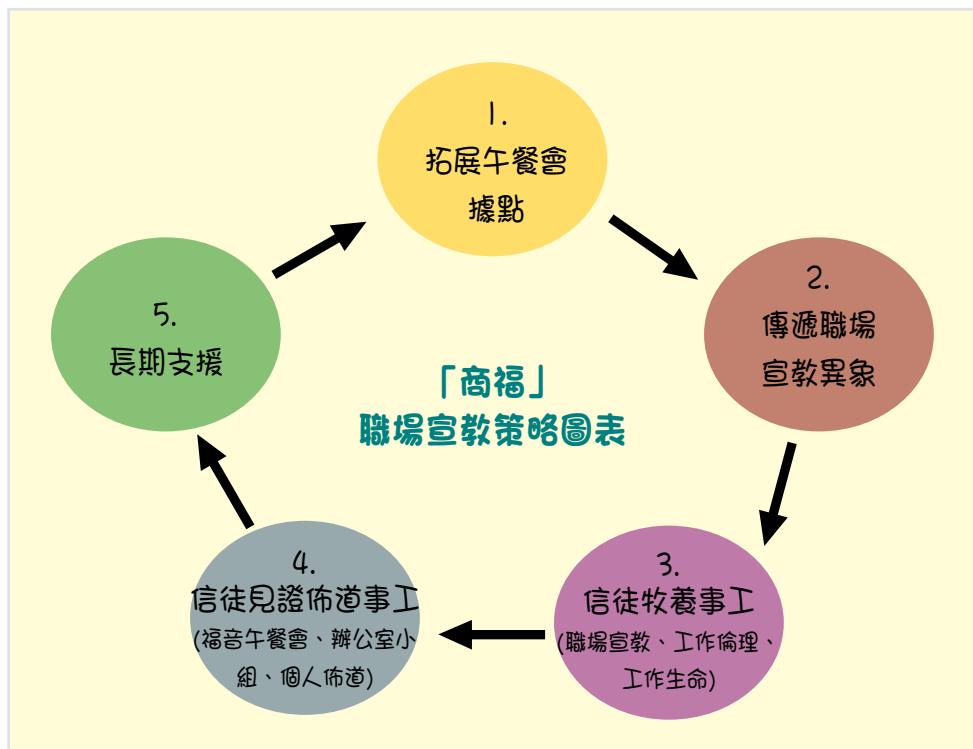 1.
拓展午餐會
據點
2.
傳遞職場
宣教異象
3.
信徒牧養事工
(職場宣教、工作倫理、
工作生命)
4.
信徒見證佈道事工
(福音午餐會、辦公室小
組、個人佈道)
5.
長期支援
「商福」
職場宣教策略圖表